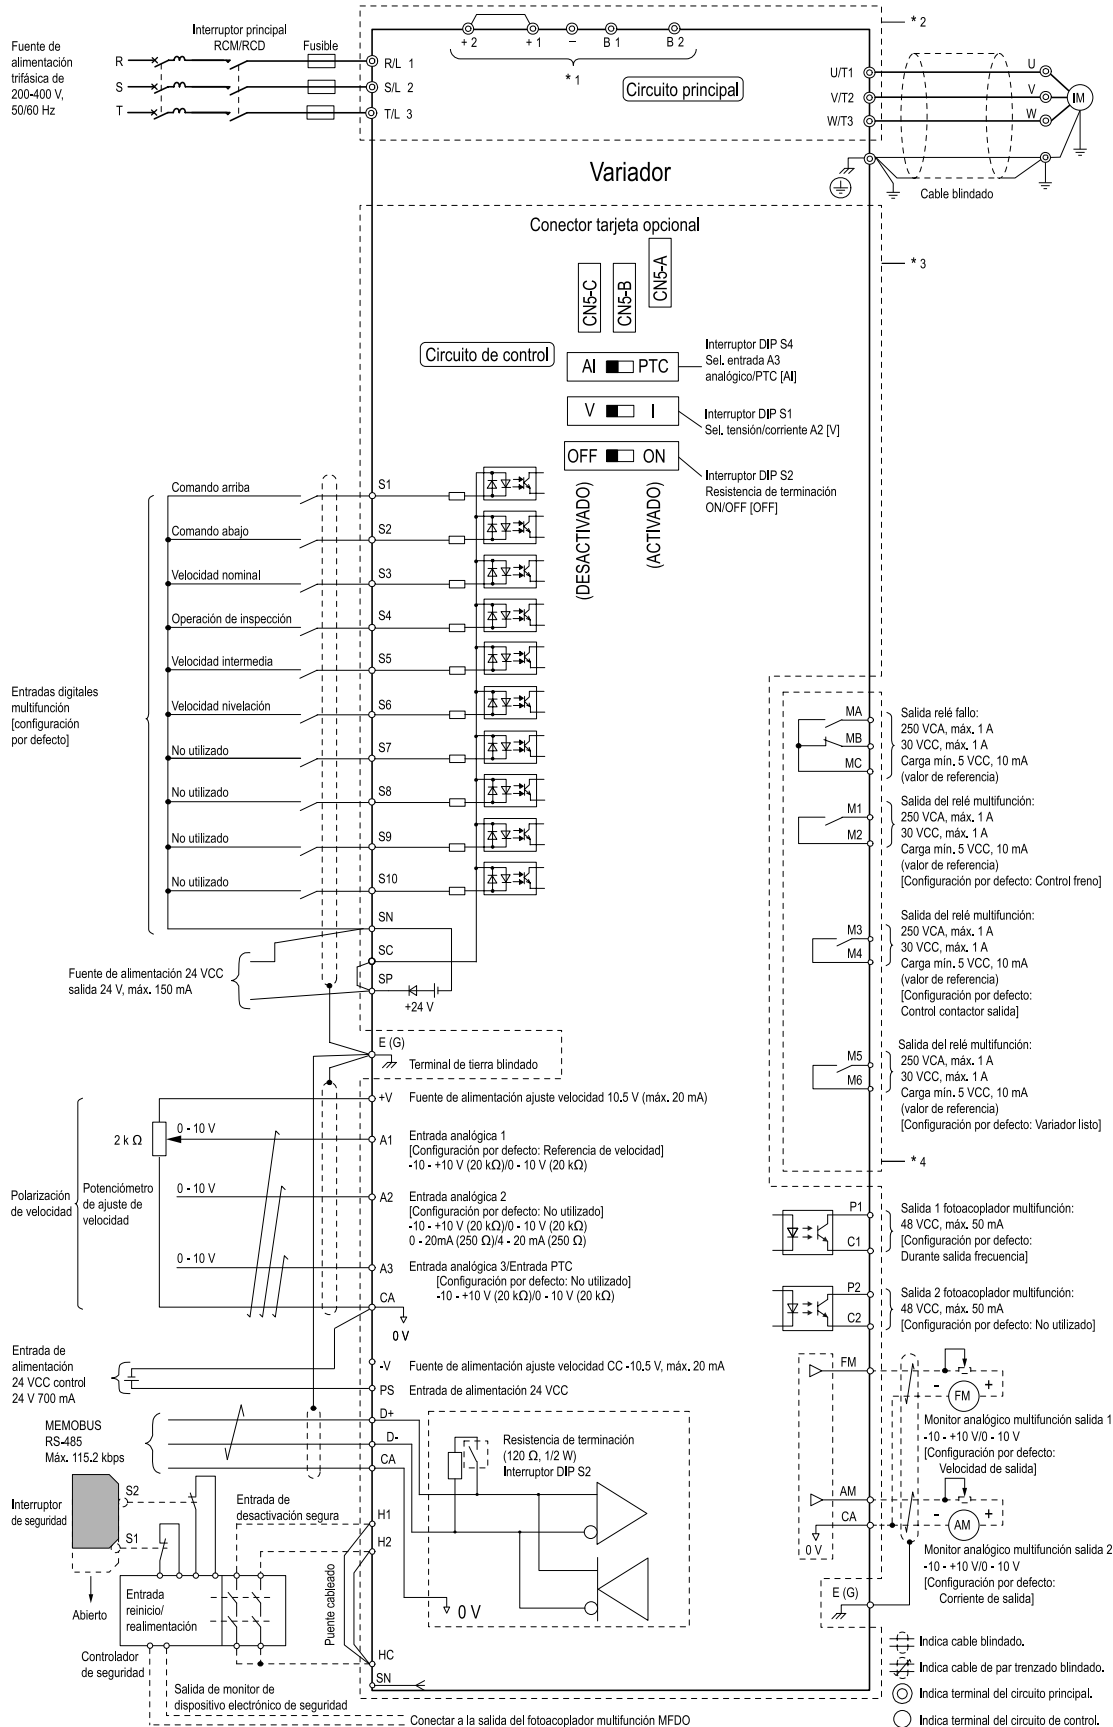 Fuente de
alimentación
trifásica de
200-400 V,
50/60 Hz
Interruptor principal
RCM/RCD
Fusible
R
S
T
R/L 1
S/L 2
T/L 3
+ 2
+ 1
−
B 1
B 2
* 1
Circuito principal
* 2
U/T1
V/T2
W/T3
U
V
W
IM
Cable blindado
Variador
Conector tarjeta opcional
CN5-C
CN5-B
CN5-A
* 3
Circuito de control
AI
PTC
Interruptor DIP S4
Sel. entrada A3
analógico/PTC [AI]
V
I
Interruptor DIP S1
Sel. tensión/corriente A2 [V]
OFF
ON
Interruptor DIP S2
Resistencia de terminación
ON/OFF [OFF]
(DESACTIVADO)
(ACTIVADO)
Entradas digitales
multifunción
[configuración
por defecto]
Comando arriba
S1
Comando abajo
S2
Velocidad nominal
S3
Operación de inspección
S4
Velocidad intermedia
S5
Velocidad nivelación
S6
No utilizado
S7
No utilizado
S8
No utilizado
S9
No utilizado
S10
SN
SC
SP
+24 V
Fuente de alimentación 24 VCC
salida 24 V, máx. 150 mA
E (G)
Terminal de tierra blindado
MA
MB
MC
Salida relé fallo:
250 VCA, máx. 1 A
30 VCC, máx. 1 A
Carga mín. 5 VCC, 10 mA
(valor de referencia)
M1
M2
Salida del relé multifunción:
250 VCA, máx. 1 A
30 VCC, máx. 1 A
Carga mín. 5 VCC, 10 mA
(valor de referencia)
[Configuración por defecto: Control freno]
M3
M4
Salida del relé multifunción:
250 VCA, máx. 1 A
30 VCC, máx. 1 A
Carga mín. 5 VCC, 10 mA
(valor de referencia)
[Configuración por defecto:
Control contactor salida]
M5
M6
Salida del relé multifunción:
250 VCA, máx. 1 A
30 VCC, máx. 1 A
Carga mín. 5 VCC, 10 mA
(valor de referencia)
[Configuración por defecto: Variador listo]
* 4
Polarización
de velocidad
Potenciómetro
de ajuste de
velocidad
2 k Ω
0 - 10 V
0 - 10 V
0 - 10 V
+V
Fuente de alimentación ajuste velocidad 10.5 V (máx. 20 mA)
A1
Entrada analógica 1
[Configuración por defecto: Referencia de velocidad]
-10 - +10 V (20 kΩ)/0 - 10 V (20 kΩ)
A2
Entrada analógica 2
[Configuración por defecto: No utilizado]
-10 - +10 V (20 kΩ)/0 - 10 V (20 kΩ)
0 - 20mA (250 Ω)/4 - 20 mA (250 Ω)
A3
Entrada analógica 3/Entrada PTC
[Configuración por defecto: No utilizado]
-10 - +10 V (20 kΩ)/0 - 10 V (20 kΩ)
CA
0 V
-V
Fuente de alimentación ajuste velocidad CC -10.5 V, máx. 20 mA
PS
Entrada de alimentación 24 VCC
Entrada de
alimentación
24 VCC control
24 V 700 mA
P1
C1
Salida 1 fotoacoplador multifunción:
48 VCC, máx. 50 mA
[Configuración por defecto:
Durante salida frecuencia]
P2
C2
Salida 2 fotoacoplador multifunción:
48 VCC, máx. 50 mA
[Configuración por defecto: No utilizado]
FM
-
+
FM
Monitor analógico multifunción salida 1
-10 - +10 V/0 - 10 V
[Configuración por defecto:
Velocidad de salida]
AM
CA
0 V
-
+
AM
Monitor analógico multifunción salida 2
-10 - +10 V/0 - 10 V
[Configuración por defecto:
Corriente de salida]
E (G)
MEMOBUS
RS-485
Máx. 115.2 kbps
D+
D-
CA
Resistencia de terminación
(120 Ω, 1/2 W)
Interruptor DIP S2
0 V
Interruptor
de seguridad
S2
S1
Abierto
Entrada de
desactivación segura
H1
H2
HC
SN
Puente cableado
Entrada
reinicio/
realimentación
Controlador
de seguridad
Salida de monitor de
dispositivo electrónico de seguridad
Conectar a la salida del fotoacoplador multifunción MFDO
Indica cable blindado.
Indica cable de par trenzado blindado.
Indica terminal del circuito principal.
Indica terminal del circuito de control.